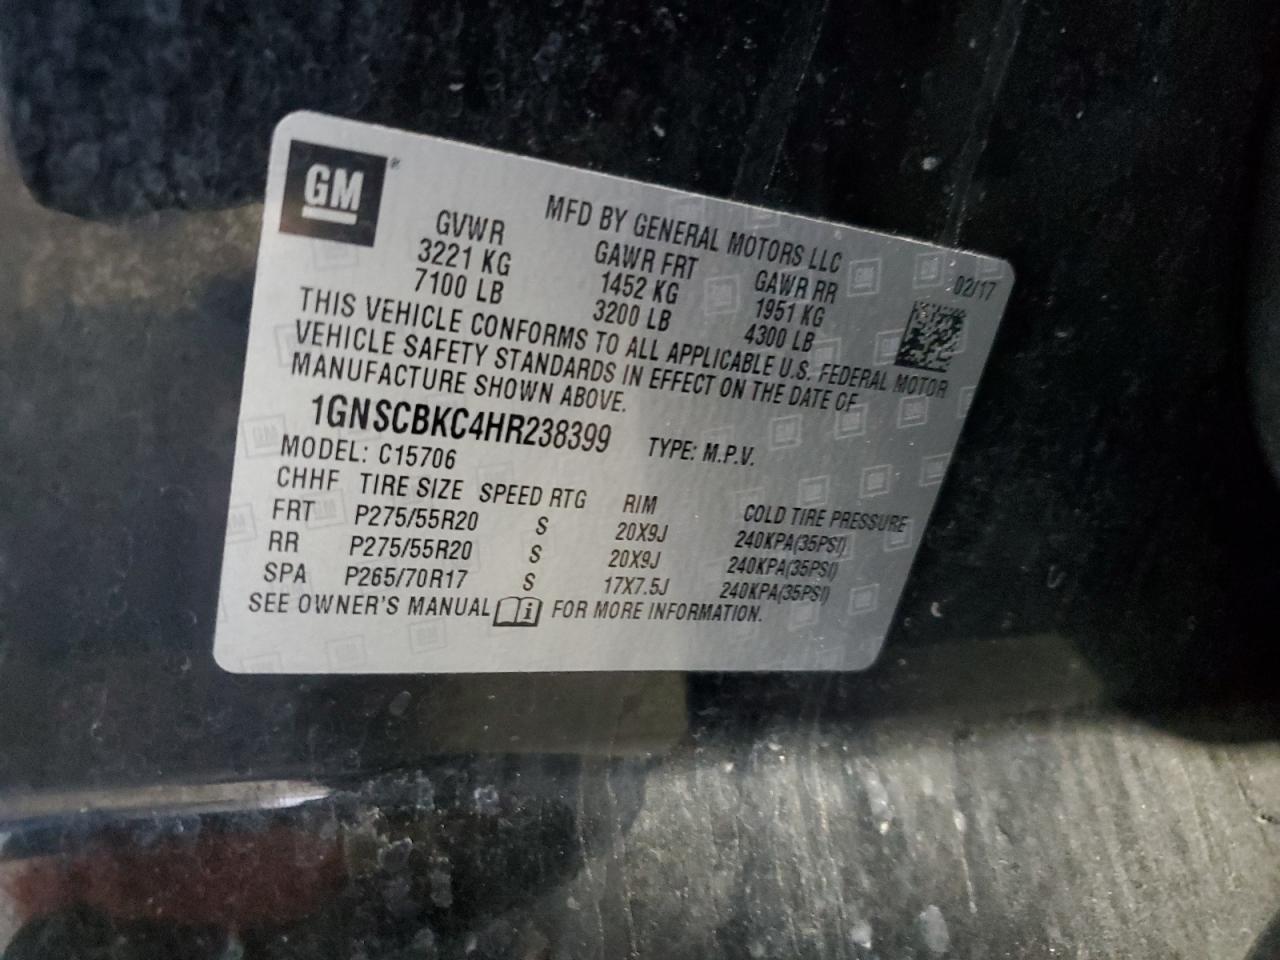 GM ®
MFD BY GENERAL MOTORS LLC
02/17
GVWR GAWR FRT GAWR RR
3221 KG 1452 KG 1951 KG
7100 LB 3200 LB 4300 LB
THIS VEHICLE CONFORMS TO ALL APPLICABLE U.S. FEDERAL MOTOR
VEHICLE SAFETY STANDARDS IN EFFECT ON THE DATE OF
MANUFACTURE SHOWN ABOVE.
1GNSCBKC4HR238399 TYPE: M.P.V.
MODEL: C15706
CHHF TIRE SIZE SPEED RTG RIM COLD TIRE PRESSURE
FRT P275/55R20 S 20X9J 240KPA(35PSI)
RR P275/55R20 S 20X9J 240KPA(35PSI)
SPA P265/70R17 S 17X7.5J 240KPA(35PSI)
SEE OWNER'S MANUAL i FOR MORE INFORMATION.